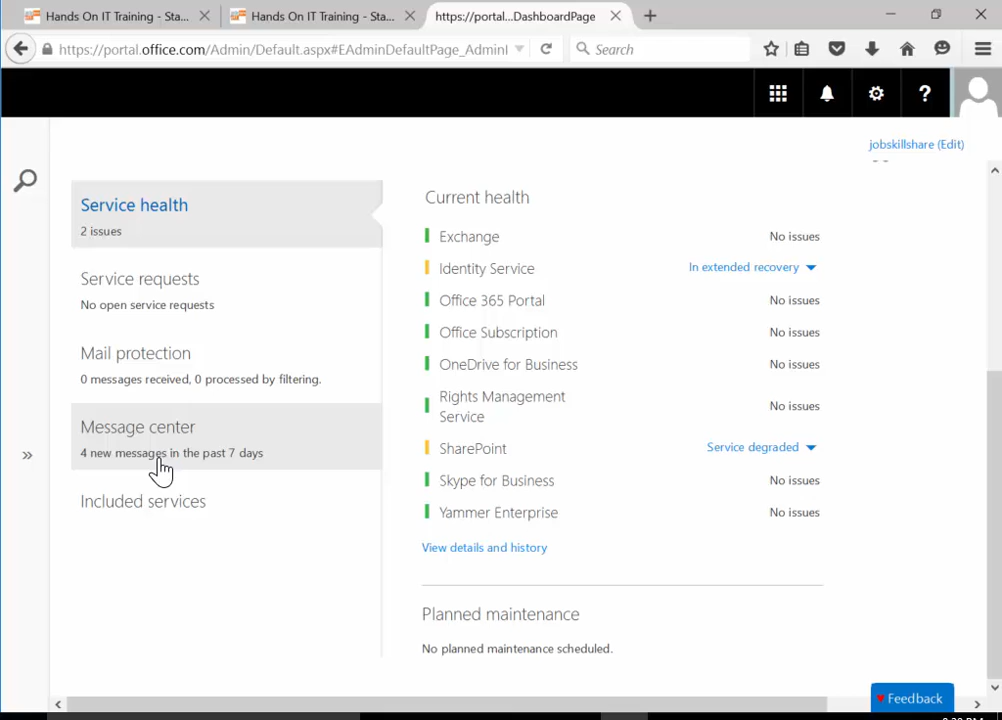 Hands On IT Training - Sta...
Hands On IT Training - Sta...
https://portal...DashboardPage
https://portal.office.com/Admin/Default.aspx#EAdminDefaultPage_AdminI
Search
jobskillshare (Edit)
Service health
2 issues
Service requests
No open service requests
Mail protection
0 messages received, 0 processed by filtering.
Message center
4 new messages in the past 7 days
Included services
Current health
Exchange No issues
Identity Service In extended recovery
Office 365 Portal No issues
Office Subscription No issues
OneDrive for Business No issues
Rights Management
Service No issues
SharePoint Service degraded
Skype for Business No issues
Yammer Enterprise No issues
View details and history
Planned maintenance
No planned maintenance scheduled.
Feedback